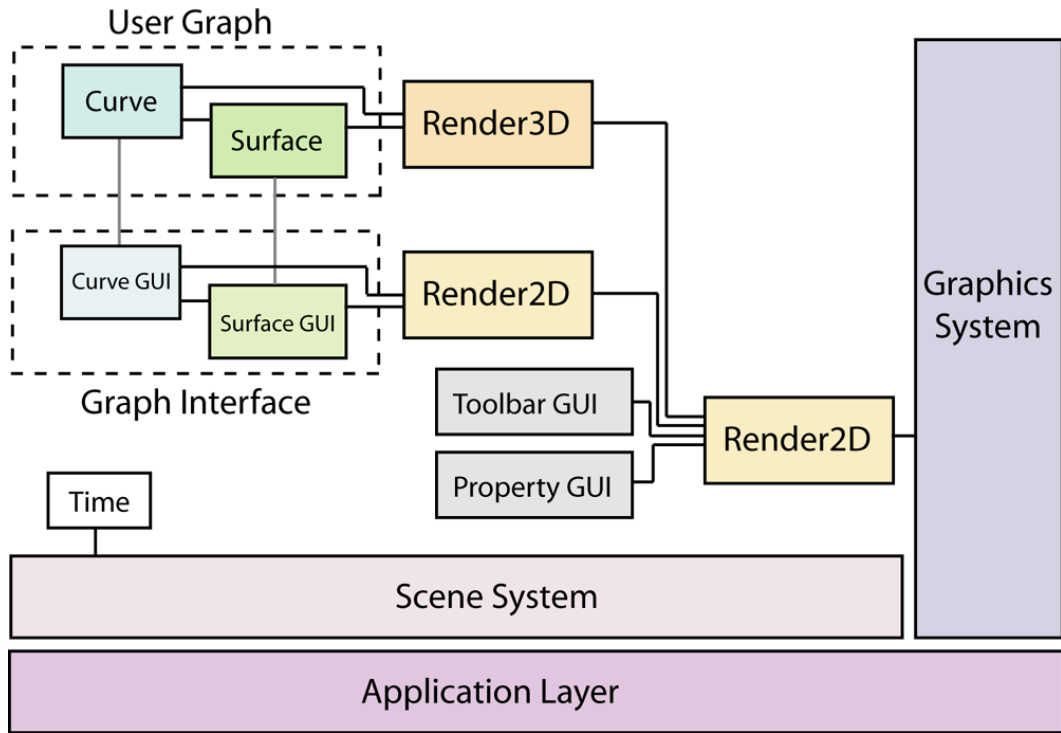 User Graph
Curve
Surface
Render3D
Curve GUI
Surface GUI
Render2D
Graph Interface
Graphics
System
Toolbar GUI
Property GUI
Render2D
Time
Scene System
Application Layer